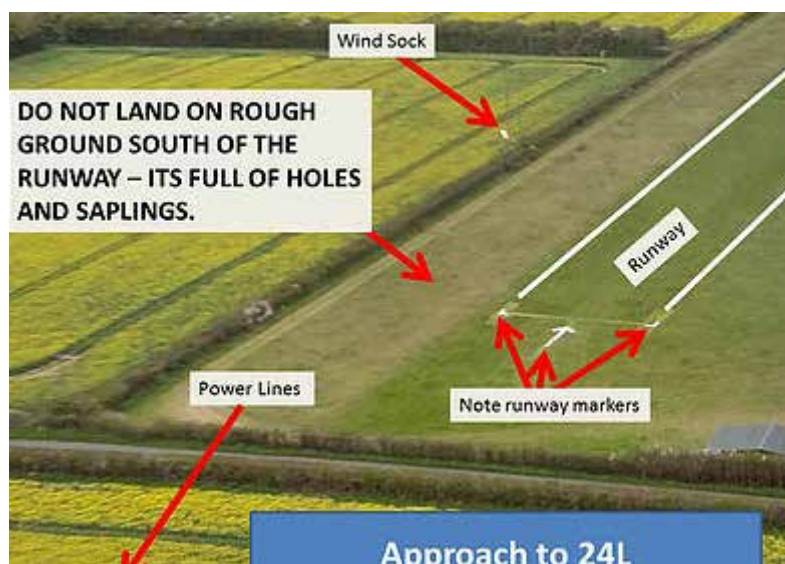 Wind Sock
DO NOT LAND ON ROUGH
GROUND SOUTH OF THE
RUNWAY – ITS FULL OF HOLES
AND SAPLINGS.
Runway
Power Lines
Note runway markers
Approach to 24L